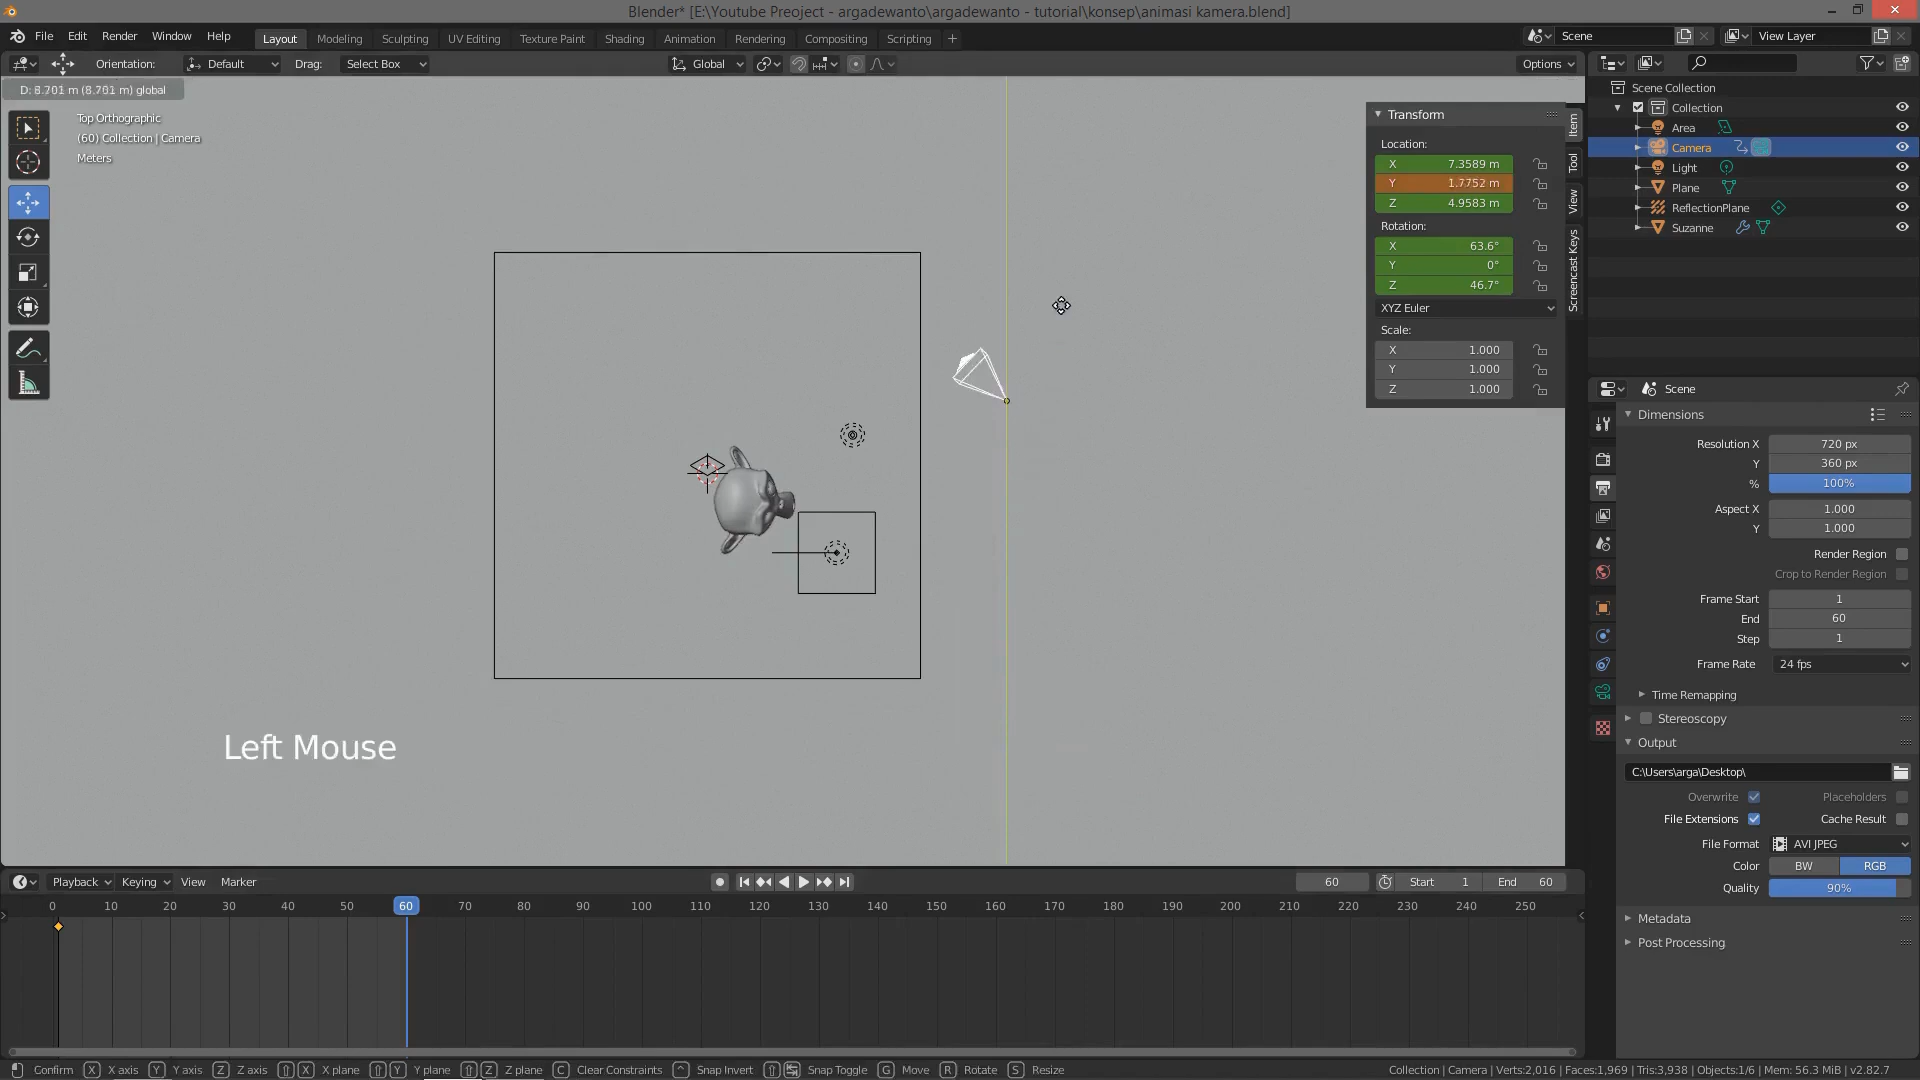 Blender* [E:\Youtube Preoject - argadewanto\argadewanto - tutorial\konsep\animasi kamera.blend]
File Edit Render Window Help
Layout Modeling Sculpting UV Editing Texture Paint Shading Animation Rendering Compositing Scripting +
Scene
View Layer
Orientation: Default Drag: Select Box
Global
Options
D: 8.701 m (8.701 m) global
Top Orthographic
(60) Collection | Camera
Meters
Transform
Location:
X 7.3589 m
Y 1.7752 m
Z 4.9583 m
Rotation:
X 63.6°
Y 0°
Z 46.7°
XYZ Euler
Scale:
X 1.000
Y 1.000
Z 1.000
Item
Tool
View
Screencast Keys
Left Mouse
Scene Collection
Collection
Area
Camera
Light
Plane
ReflectionPlane
Suzanne
Scene
Dimensions
Resolution X 720 px
Y 360 px
% 100%
Aspect X 1.000
Y 1.000
Render Region
Crop to Render Region
Frame Start 1
End 60
Step 1
Frame Rate 24 fps
Time Remapping
Stereoscopy
Output
C:\Users\arga\Desktop\
Overwrite Placeholders
File Extensions Cache Result
File Format AVI JPEG
Color BW RGB
Quality 90%
Metadata
Post Processing
Playback Keying View Marker
60 Start 1 End 60
0 10 20 30 40 50 60 70 80 90 100 110 120 130 140 150 160 170 180 190 200 210 220 230 240 250
Confirm X X axis Y Y axis Z Z axis X X plane Y Y plane Z Z plane C Clear Constraints ^ Snap Invert Snap Toggle G Move R Rotate S Resize
Collection | Camera | Verts:2,016 | Faces:1,969 | Tris:3,938 | Objects:1/6 | Mem: 56.3 MiB | v2.82.7